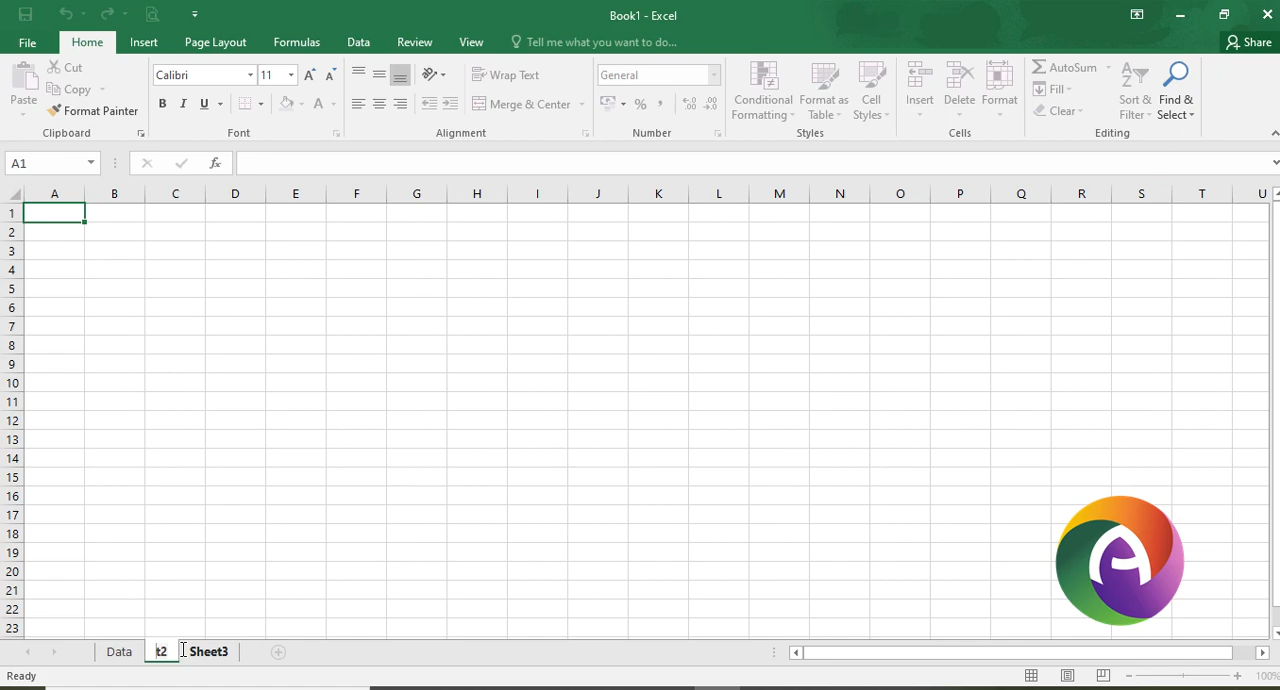 Book1 - Excel
File Home Insert Page Layout Formulas Data Review View Tell me what you want to do... Share
Paste
Cut
Copy
Format Painter
Clipboard
Calibri 11
B I U
Font
Wrap Text
Merge & Center
Alignment
General
%
Number
Conditional Formatting
Format as Table
Cell Styles
Styles
Insert
Delete
Format
Cells
AutoSum
Fill
Clear
Sort & Filter
Find & Select
Editing
A1 fx
A B C D E F G H I J K L M N O P Q R S T U
1
2
3
4
5
6
7
8
9
10
11
12
13
14
15
16
17
18
19
20
21
22
23
A
Data t2 Sheet3
Ready 100%